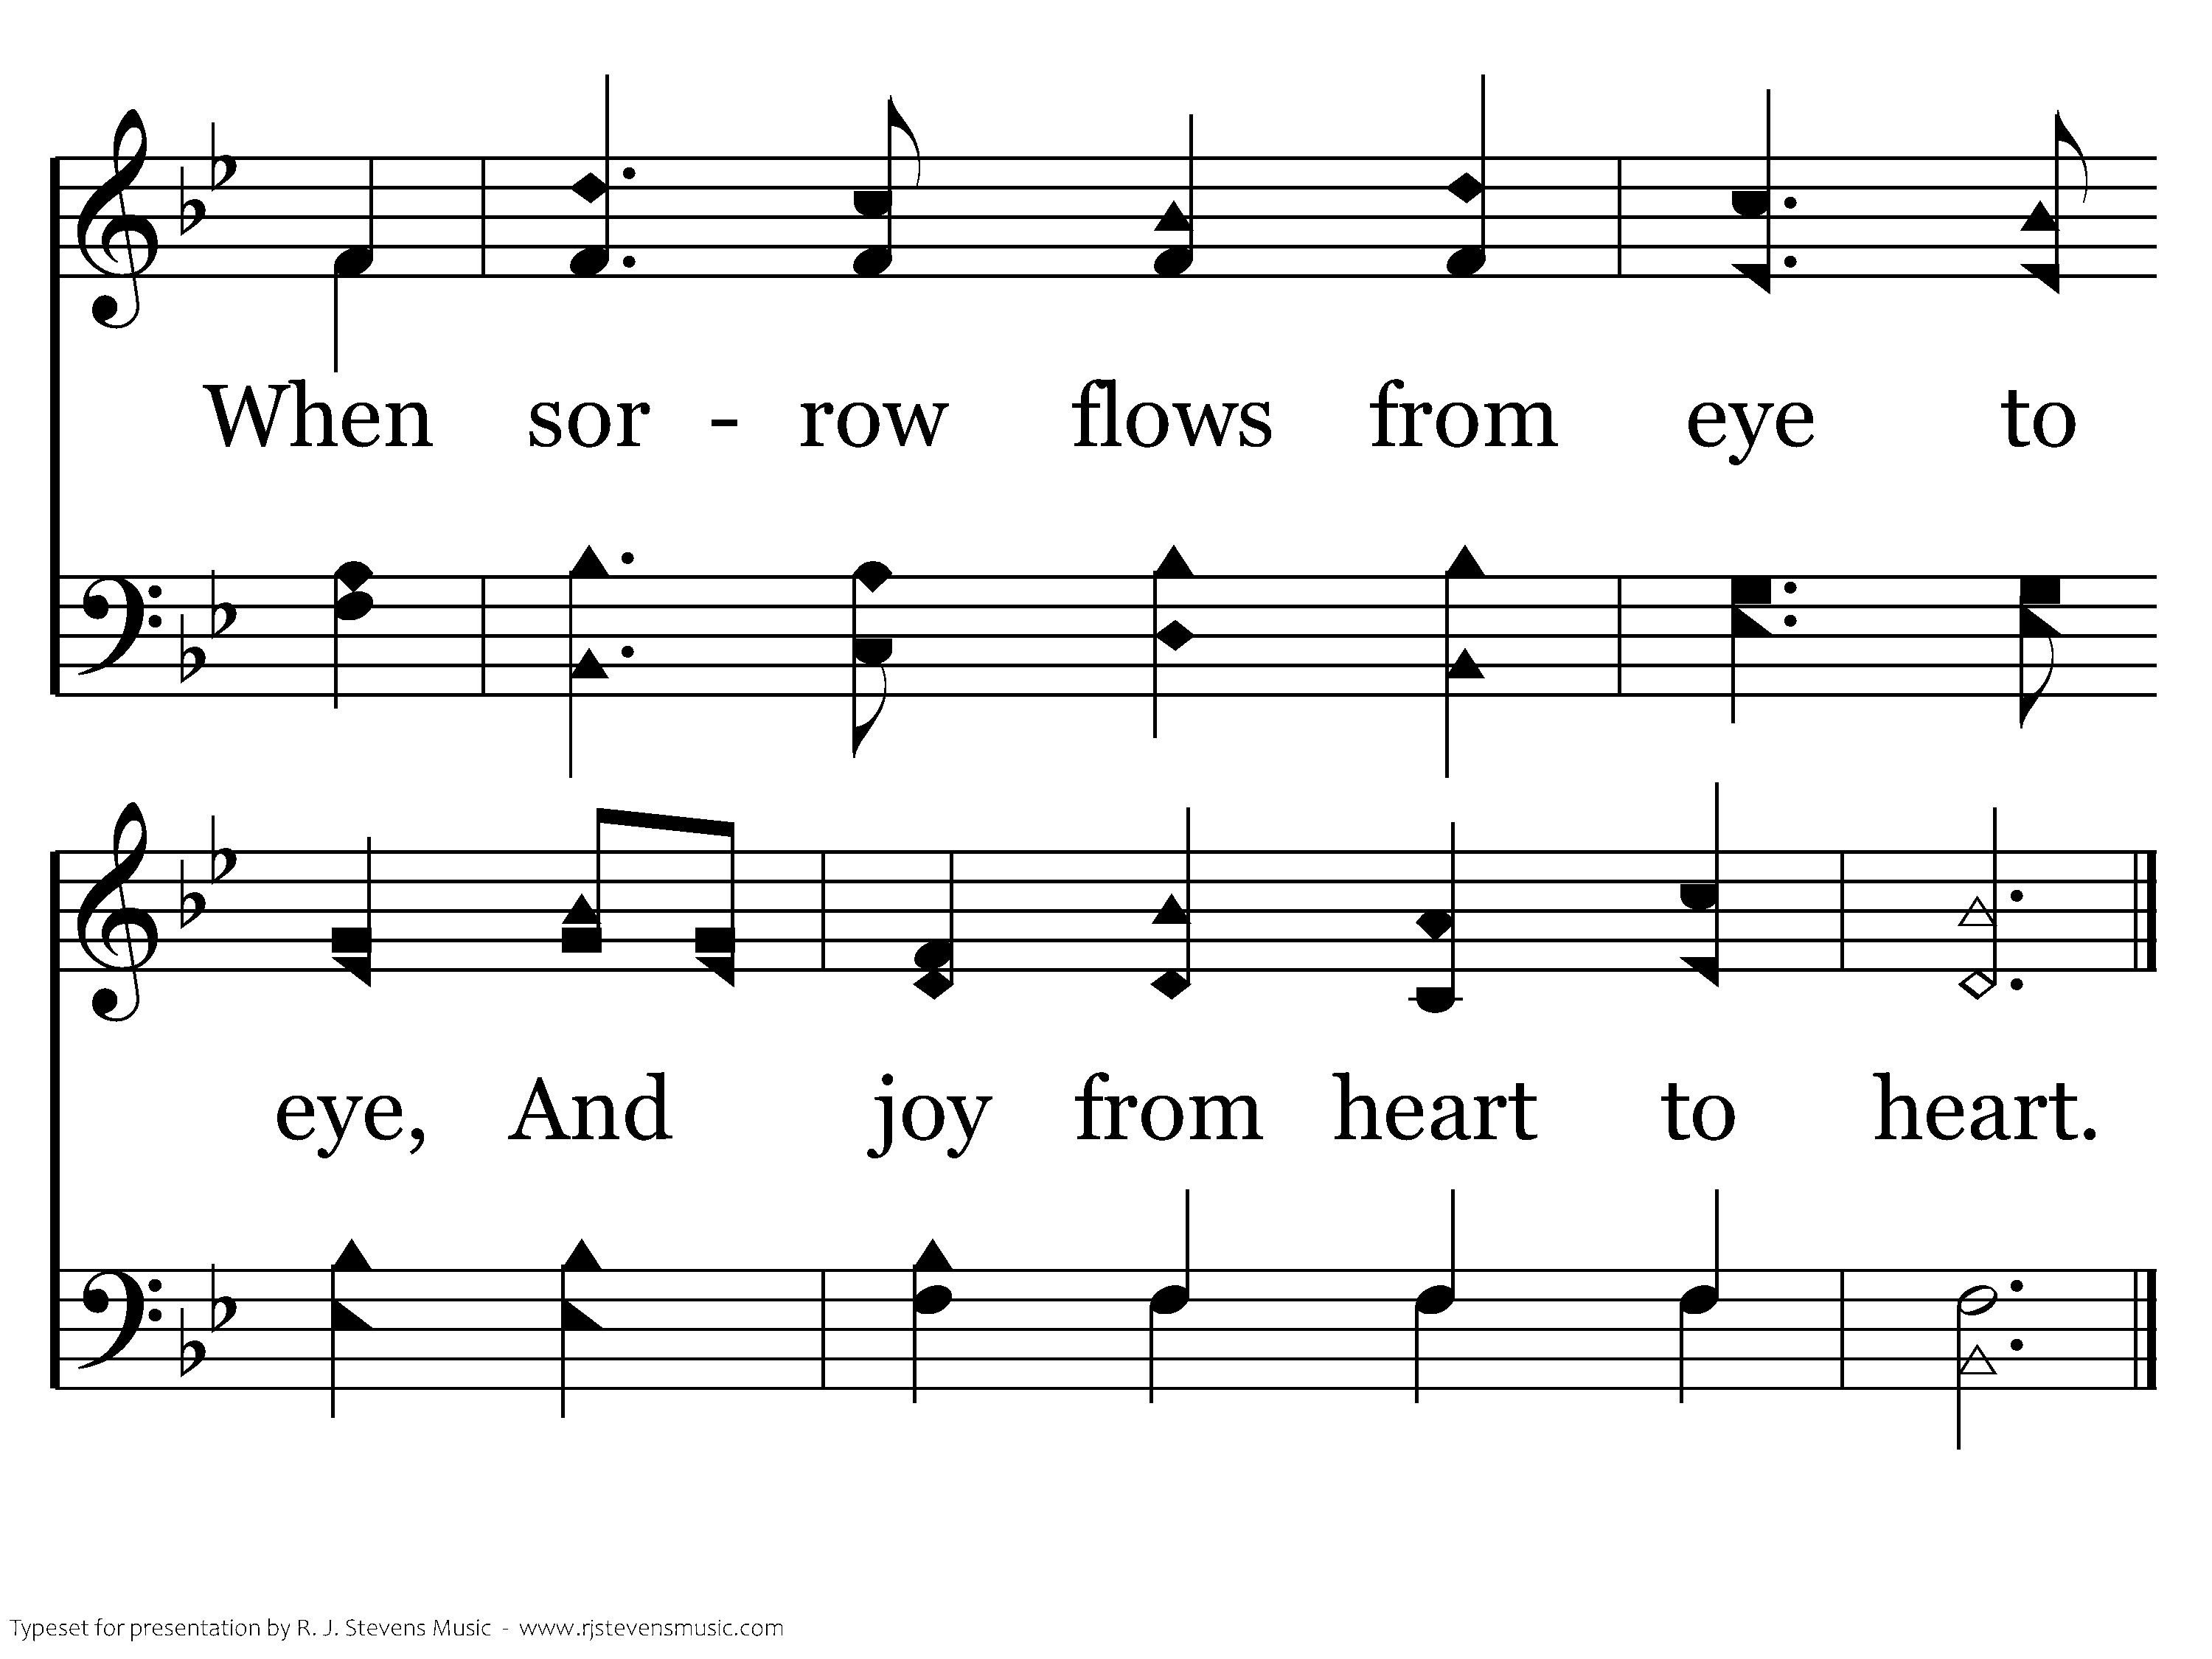 When sor - row flows from eye to
eye, And joy from heart to heart.
Typeset for presentation by R. J. Stevens Music - www.rjstevensmusic.com